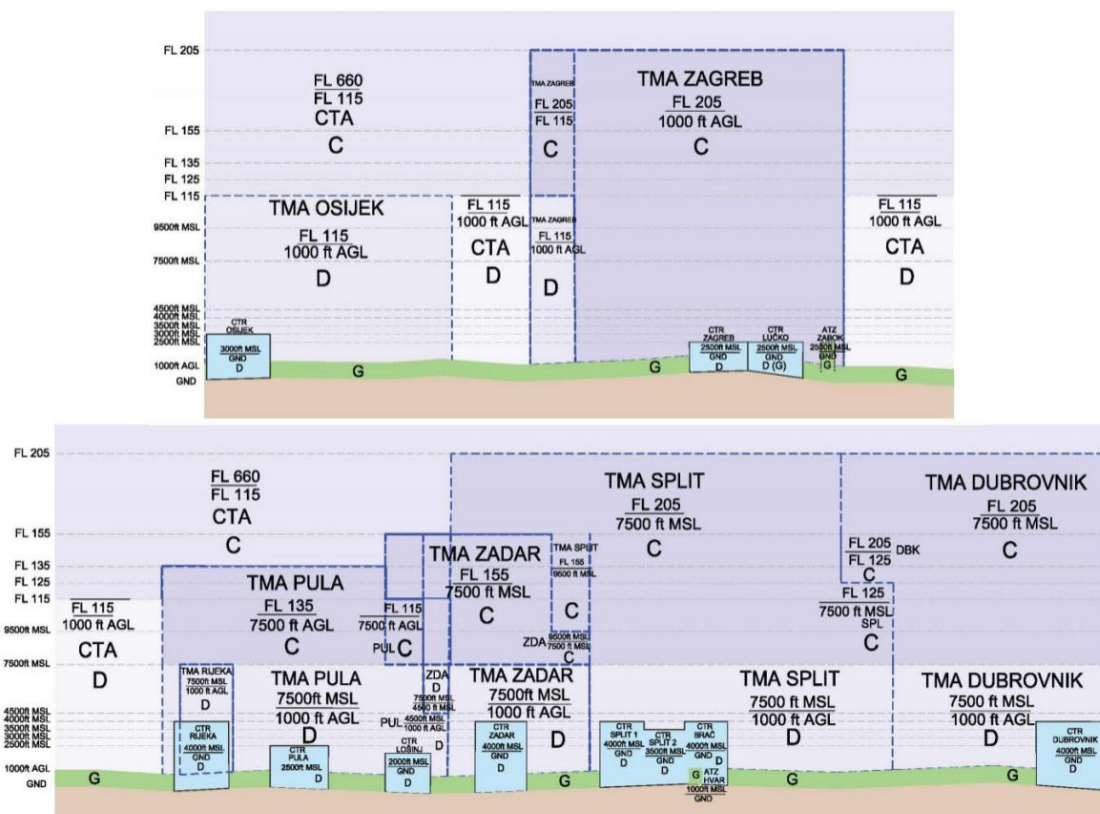 FL 205
FL 155
FL 135
FL 125
FL 115
9500ft MSL
7500ft MSL
4500ft MSL
4000ft MSL
3500ft MSL
3000ft MSL
2500ft MSL
1000ft AGL
GND
FL 660
FL 115
CTA
C
TMA OSIJEK
FL 115
1000 ft AGL
D
CTR
OSIJEK
3000ft MSL
GND
D
G
FL 115
1000 ft AGL
CTA
D
TMA ZAGREB
FL 205
FL 115
C
TMA ZAGREB
FL 115
1000 ft AGL
D
TMA ZAGREB
FL 205
1000 ft AGL
C
G
CTR
ZAGREB
2500ft MSL
GND
D
CTR
LUČKO
2500ft MSL
GND
D (G)
ATZ
ZABOK
2500ft MSL
GND
G
FL 115
1000 ft AGL
CTA
D
G
FL 205
FL 155
FL 135
FL 125
FL 115
9500ft MSL
7500ft MSL
4500ft MSL
4000ft MSL
3500ft MSL
3000ft MSL
2500ft MSL
1000ft AGL
GND
FL 660
FL 115
CTA
C
FL 115
1000 ft AGL
CTA
D
G
TMA PULA
FL 135
7500 ft AGL
C
TMA RIJEKA
7500ft MSL
1000 ft AGL
D
CTR
RIJEKA
4000ft MSL
GND
D
TMA PULA
7500ft MSL
1000 ft AGL
D
CTR
PULA
2500ft MSL
D
FL 115
7500 ft AGL
PUL C
ZDA
D
7500ft MSL
4500 ft MSL
PUL 4500ft MSL
1000 ft AGL
D
CTR
LOŠINJ
2000ft MSL
GND
D
TMA ZADAR
FL 155
7500 ft MSL
C
TMA ZADAR
7500ft MSL
1000 ft AGL
D
CTR
ZADAR
4000ft MSL
GND
D
G
TMA SPLIT
FL 155
9500 ft MSL
C
ZDA 9500ft MSL
7500 ft MSL
C
TMA SPLIT
FL 205
7500 ft MSL
C
TMA SPLIT
7500 ft MSL
1000 ft AGL
D
CTR
SPLIT 1
4000ft MSL
GND
D
CTR
SPLIT 2
3500ft MSL
GND
D
CTR
BRAČ
4000ft MSL
GND
D
G ATZ
HVAR
1000ft MSL
GND
G
FL 205 DBK
FL 125
C
FL 125
7500 ft MSL
SPL
C
TMA DUBROVNIK
FL 205
7500 ft MSL
C
TMA DUBROVNIK
7500 ft MSL
1000 ft AGL
D
G
CTR
DUBROVNIK
4000ft MSL
GND
D